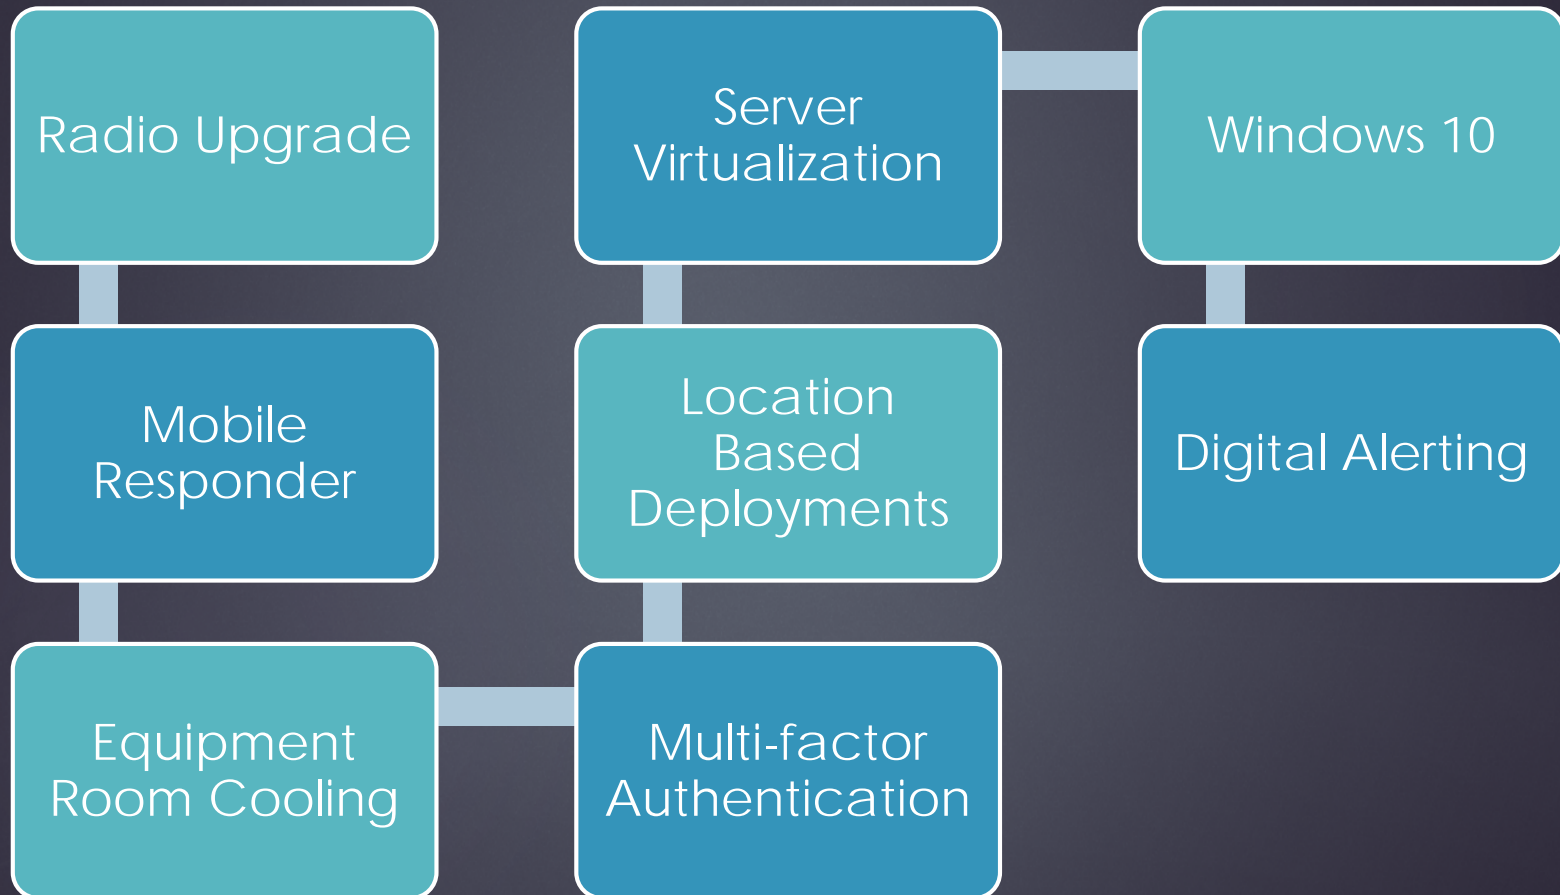 Radio Upgrade
Mobile
Responder
Equipment
Room Cooling
Multi-factor
Authentication
Location
Based
Deployments
Server
Virtualization
Windows 10
Digital Alerting